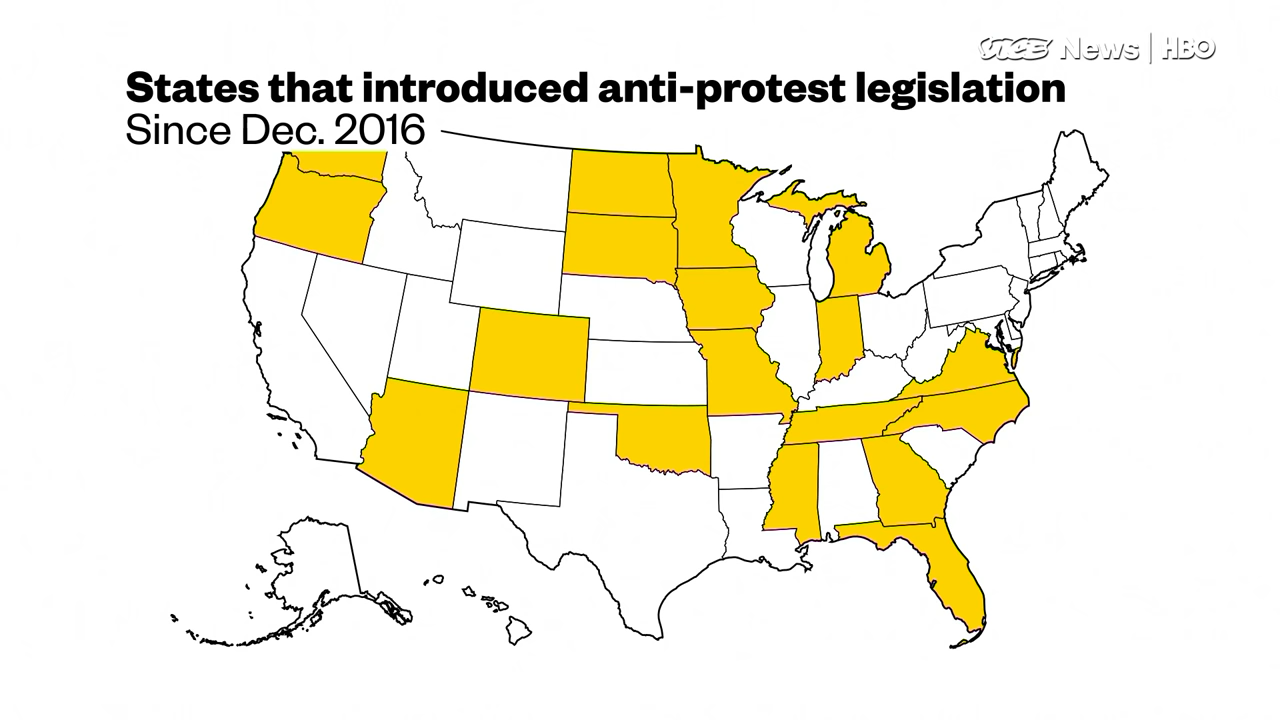 VICE News | HBO
States that introduced anti-protest legislation
Since Dec. 2016